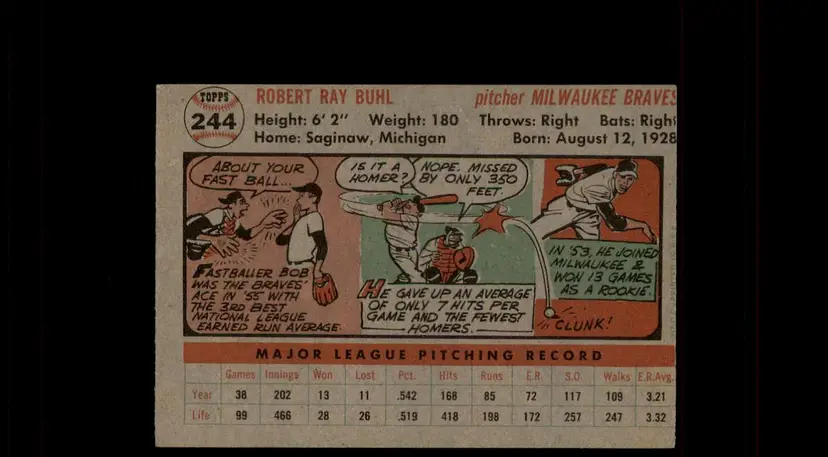 TOPPS
244
ROBERT RAY BUHL
pitcher MILWAUKEE BRAVES
Height: 6' 2" Weight: 180 Throws: Right Bats: Right
Home: Saginaw, Michigan Born: August 12, 1928
ABOUT YOUR
FAST BALL...
FASTBALLER BOB
WAS THE BRAVES'
ACE IN '55 WITH
THE 3RD BEST
NATIONAL LEAGUE
EARNED RUN AVERAGE.
IS IT A
HOMER?
NOPE. MISSED
BY ONLY 350
FEET.
HE GAVE UP AN AVERAGE
OF ONLY 7 HITS PER
GAME AND THE FEWEST
HOMERS.
IN '53, HE JOINED
MILWAUKEE &
WON 13 GAMES
AS A ROOKIE.
CLUNK!
MAJOR LEAGUE PITCHING RECORD
Games Innings Won Lost Pct. Hits Runs E.R. S.O. Walks E.R.Avg.
Year 38 202 13 11 .542 168 85 72 117 109 3.21
Life 99 466 28 26 .519 418 198 172 257 247 3.32